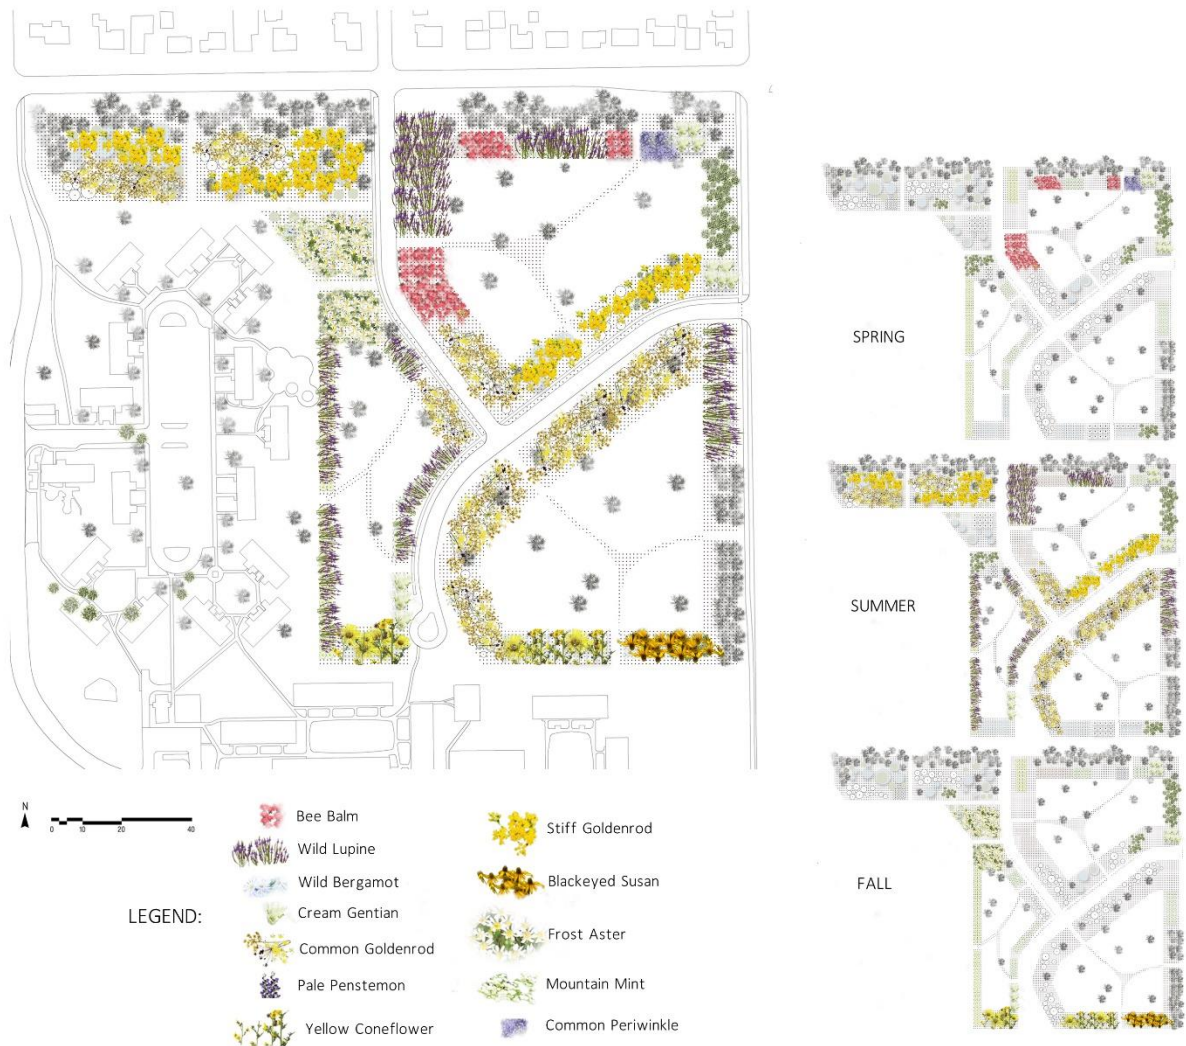 SPRING
SUMMER
FALL
N
0 10 20 40
LEGEND:
Bee Balm
Wild Lupine
Wild Bergamot
Cream Gentian
Common Goldenrod
Pale Penstemon
Yellow Coneflower
Stiff Goldenrod
Blackeyed Susan
Frost Aster
Mountain Mint
Common Periwinkle